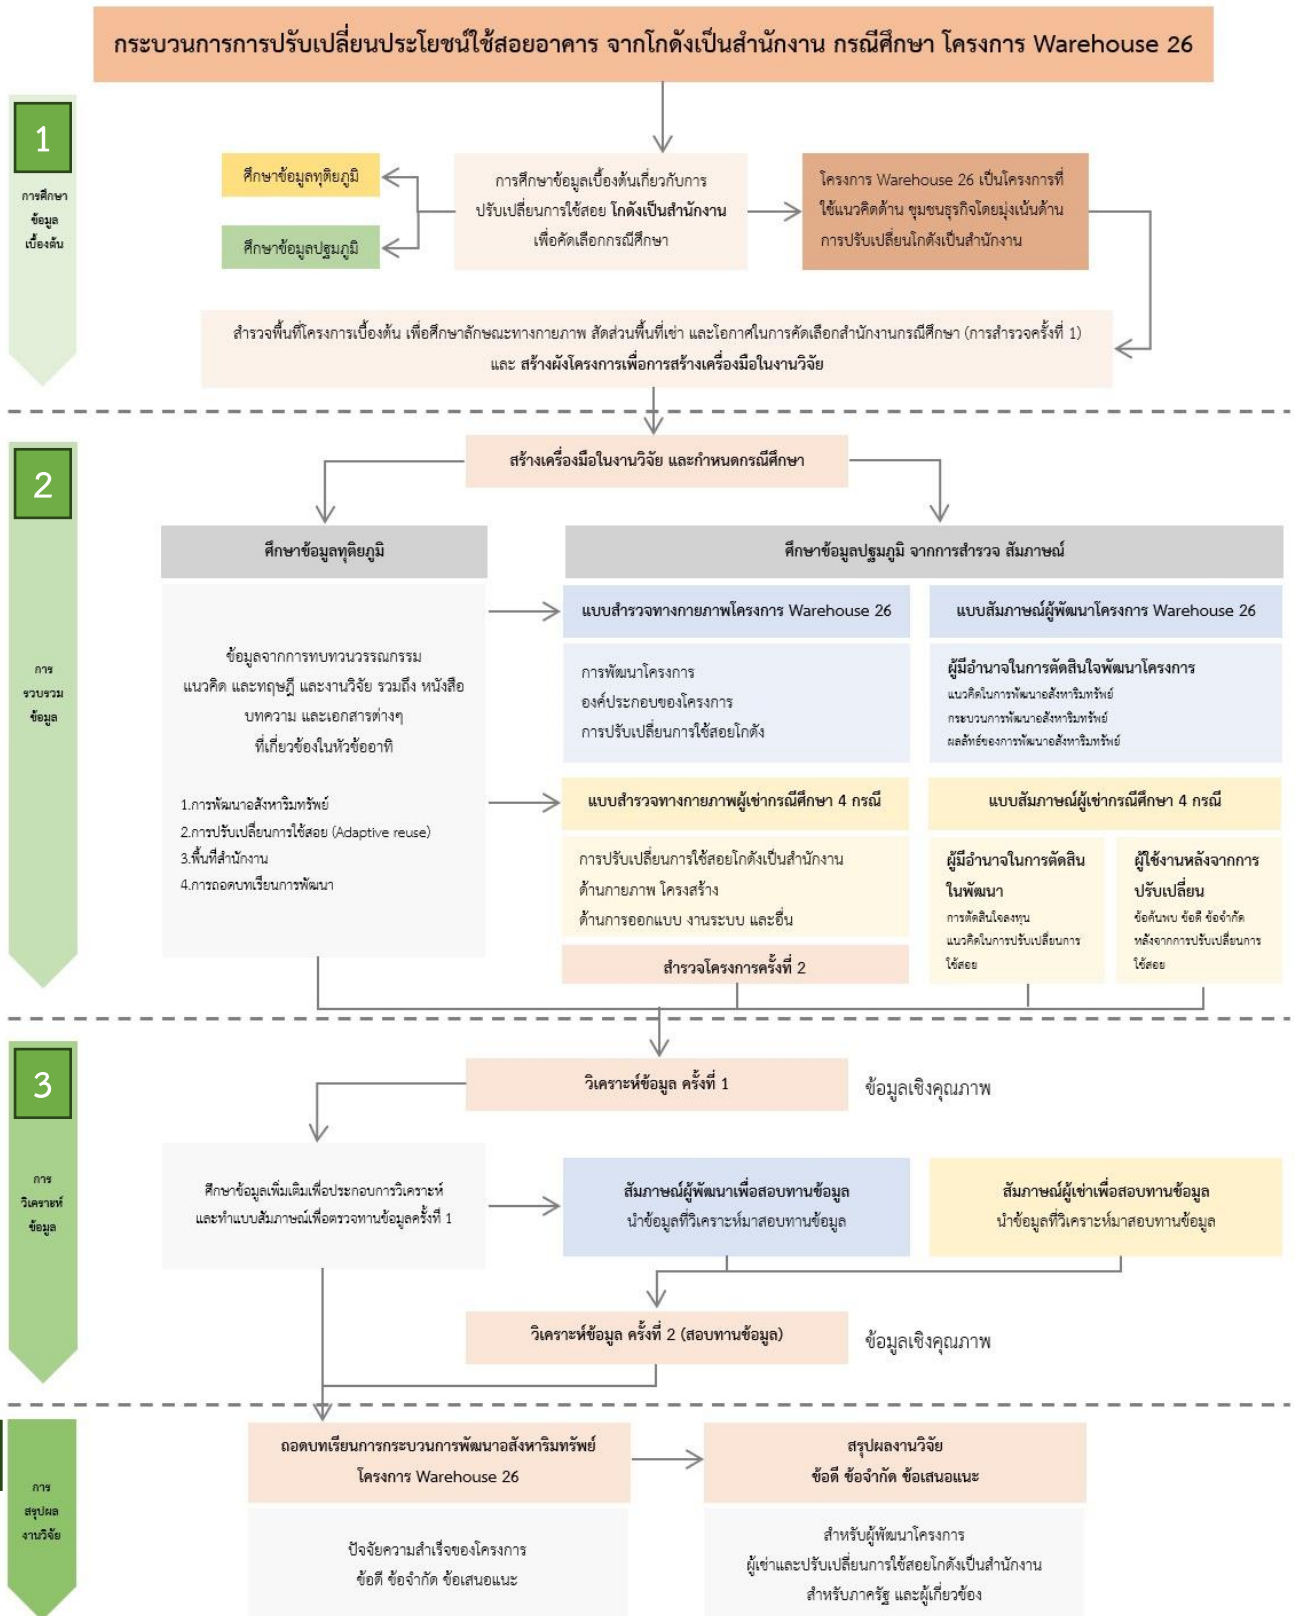 กระบวนการการปรับเปลี่ยนประโยชน์ใช้สอยอาคาร จากโกดังเป็นสำนักงาน กรณีศึกษา โครงการ Warehouse 26
1
การศึกษา
ข้อมูล
เบื้องต้น
ศึกษาข้อมูลทุติยภูมิ
ศึกษาข้อมูลปฐมภูมิ
การศึกษาข้อมูลเบื้องต้นเกี่ยวกับการ
ปรับเปลี่ยนการใช้สอย โกดังเป็นสำนักงาน
เพื่อคัดเลือกกรณีศึกษา
โครงการ Warehouse 26 เป็นโครงการที่
ใช้แนวคิดด้าน ชุมชนธุรกิจโดยมุ่งเน้นด้าน
การปรับเปลี่ยนโกดังเป็นสำนักงาน
สำรวจพื้นที่โครงการเบื้องต้น เพื่อศึกษาลักษณะทางกายภาพ สัดส่วนพื้นที่เช่า และโอกาสในการคัดเลือกสำนักงานกรณีศึกษา (การสำรวจครั้งที่ 1)
และ สร้างผังโครงการเพื่อการสร้างเครื่องมือในงานวิจัย
2
การ
รวบรวม
ข้อมูล
สร้างเครื่องมือในงานวิจัย และกำหนดกรณีศึกษา
ศึกษาข้อมูลทุติยภูมิ
ข้อมูลจากการทบทวนวรรณกรรม
แนวคิด และทฤษฎี และงานวิจัย รวมถึง หนังสือ
บทความ และเอกสารต่างๆ
ที่เกี่ยวข้องในหัวข้ออาทิ
1.การพัฒนาอสังหาริมทรัพย์
2.การปรับเปลี่ยนการใช้สอย (Adaptive reuse)
3.พื้นที่สำนักงาน
4.การถอดบทเรียนการพัฒนา
ศึกษาข้อมูลปฐมภูมิ จากการสำรวจ สัมภาษณ์
แบบสำรวจทางกายภาพโครงการ Warehouse 26
การพัฒนาโครงการ
องค์ประกอบของโครงการ
การปรับเปลี่ยนการใช้สอยโกดัง
แบบสัมภาษณ์ผู้พัฒนาโครงการ Warehouse 26
ผู้มีอำนาจในการตัดสินใจพัฒนาโครงการ
แนวคิดในการพัฒนาอสังหาริมทรัพย์
กระบวนการพัฒนาอสังหาริมทรัพย์
ผลลัทธ์ของการพัฒนาอสังหาริมทรัพย์
แบบสำรวจทางกายภาพผู้เช่ากรณีศึกษา 4 กรณี
การปรับเปลี่ยนการใช้สอยโกดังเป็นสำนักงาน
ด้านกายภาพ โครงสร้าง
ด้านการออกแบบ งานระบบ และอื่น
สำรวจโครงการครั้งที่ 2
แบบสัมภาษณ์ผู้เช่ากรณีศึกษา 4 กรณี
ผู้มีอำนาจในการตัดสิน
ในพัฒนา
การตัดสินใจลงทุน
แนวคิดในการปรับเปลี่ยนการ
ใช้สอย
ผู้ใช้งานหลังจากการ
ปรับเปลี่ยน
ข้อค้นพบ ข้อดี ข้อจำกัด
หลังจากการปรับเปลี่ยนการ
ใช้สอย
3
การ
วิเคราะห์
ข้อมูล
วิเคราะห์ข้อมูล ครั้งที่ 1
ข้อมูลเชิงคุณภาพ
ศึกษาข้อมูลเพิ่มเติมเพื่อประกอบการวิเคราะห์
และทำแบบสัมภาษณ์เพื่อตรวจทานข้อมูลครั้งที่ 1
สัมภาษณ์ผู้พัฒนาเพื่อสอบทานข้อมูล
นำข้อมูลที่วิเคราะห์มาสอบทานข้อมูล
สัมภาษณ์ผู้เช่าเพื่อสอบทานข้อมูล
นำข้อมูลที่วิเคราะห์มาสอบทานข้อมูล
วิเคราะห์ข้อมูล ครั้งที่ 2 (สอบทานข้อมูล)
ข้อมูลเชิงคุณภาพ
การ
สรุปผล
งานวิจัย
ถอดบทเรียนการกระบวนการพัฒนาอสังหาริมทรัพย์
โครงการ Warehouse 26
ปัจจัยความสำเร็จของโครงการ
ข้อดี ข้อจำกัด ข้อเสนอแนะ
สรุปผลงานวิจัย
ข้อดี ข้อจำกัด ข้อเสนอแนะ
สำหรับผู้พัฒนาโครงการ
ผู้เช่าและปรับเปลี่ยนการใช้สอยโกดังเป็นสำนักงาน
สำหรับภาครัฐ และผู้เกี่ยวข้อง